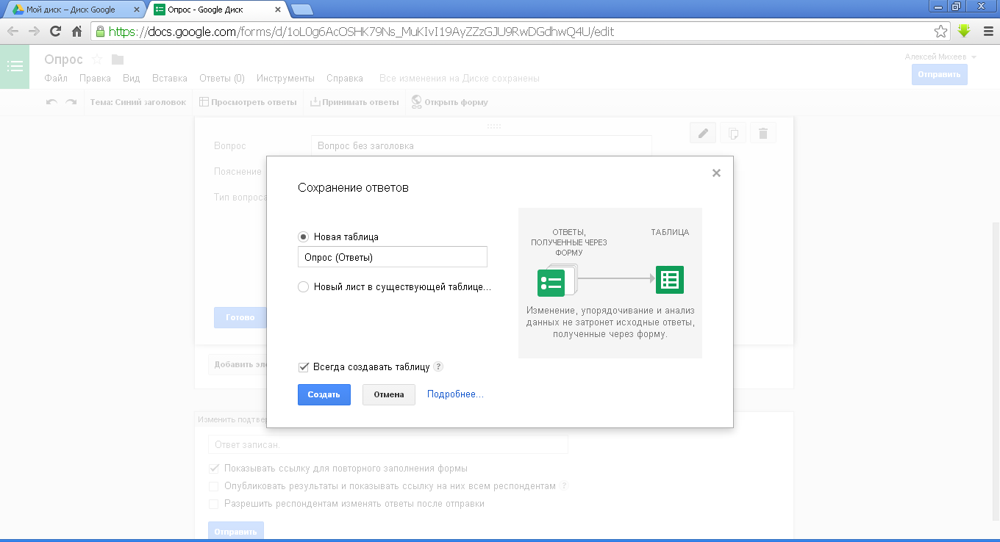 Мой диск – Диск Google
Опрос - Google Диск
https://docs.google.com/forms/d/1oL0g6AcOSHK79Ns_MuKIvI19AyZZzGJU9RwDGdhwQ4U/edit
Опрос
Алексей Михеев
Файл Правка Вид Вставка Ответы (0) Инструменты Справка Все изменения на Диске сохранены
Отправить
Тема: Синий заголовок Просмотреть ответы Принимать ответы Открыть форму
Вопрос
Вопрос без заголовка
Пояснение
Тип вопроса
Сохранение ответов
Новая таблица
Опрос (Ответы)
Новый лист в существующей таблице...
ОТВЕТЫ,
ПОЛУЧЕННЫЕ ЧЕРЕЗ
ФОРМУ
ТАБЛИЦА
Изменение, упорядочивание и анализ
данных не затронет исходные ответы,
полученные через форму.
Всегда создавать таблицу ?
Создать Отмена Подробнее...
Готово
Добавить эле
Изменить подтвер
Ответ записан.
Показывать ссылку для повторного заполнения формы
Опубликовать результаты и показывать ссылку на них всем респондентам ?
Разрешить респондентам изменять ответы после отправки
Отправить